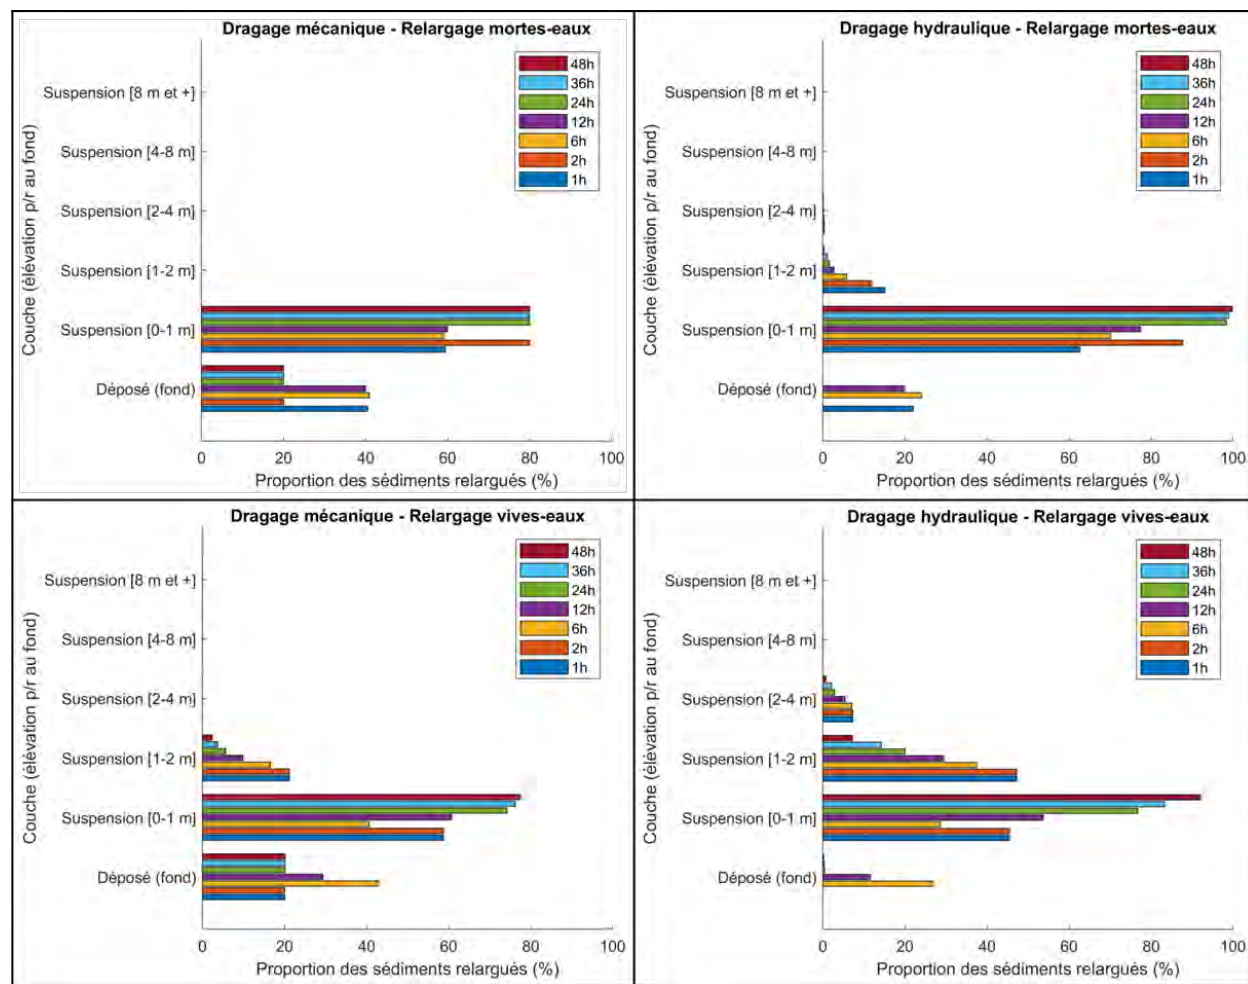 Dragage mécanique - Relargage mortes-eaux
48h
36h
24h
12h
6h
2h
1h
Couche (élévation p/r au fond)
Suspension [8 m et +]
Suspension [4-8 m]
Suspension [2-4 m]
Suspension [1-2 m]
Suspension [0-1 m]
Déposé (fond)
0 20 40 60 80 100
Proportion des sédiments relargués (%)
Dragage hydraulique - Relargage mortes-eaux
48h
36h
24h
12h
6h
2h
1h
Couche (élévation p/r au fond)
Suspension [8 m et +]
Suspension [4-8 m]
Suspension [2-4 m]
Suspension [1-2 m]
Suspension [0-1 m]
Déposé (fond)
0 20 40 60 80 100
Proportion des sédiments relargués (%)
Dragage mécanique - Relargage vives-eaux
48h
36h
24h
12h
6h
2h
1h
Couche (élévation p/r au fond)
Suspension [8 m et +]
Suspension [4-8 m]
Suspension [2-4 m]
Suspension [1-2 m]
Suspension [0-1 m]
Déposé (fond)
0 20 40 60 80 100
Proportion des sédiments relargués (%)
Dragage hydraulique - Relargage vives-eaux
48h
36h
24h
12h
6h
2h
1h
Couche (élévation p/r au fond)
Suspension [8 m et +]
Suspension [4-8 m]
Suspension [2-4 m]
Suspension [1-2 m]
Suspension [0-1 m]
Déposé (fond)
0 20 40 60 80 100
Proportion des sédiments relargués (%)